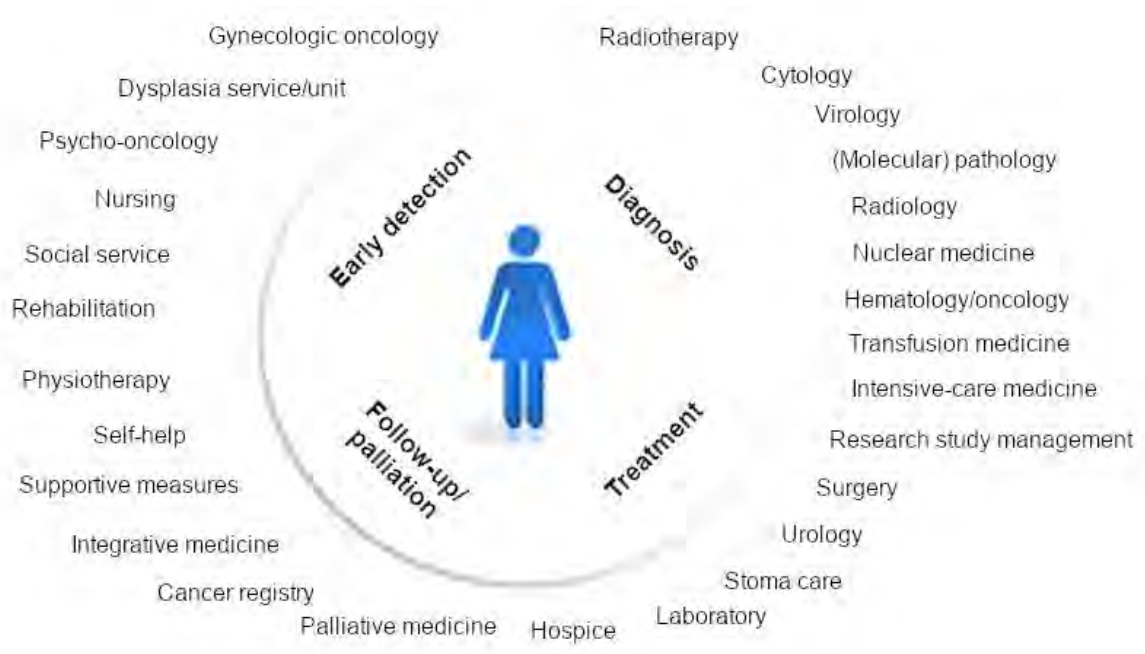 Gynecologic oncology
Radiotherapy
Dysplasia service/unit
Cytology
Virology
Psycho-oncology
(Molecular) pathology
Early detection
Diagnosis
Nursing
Radiology
Social service
Nuclear medicine
Rehabilitation
Hematology/oncology
Transfusion medicine
Physiotherapy
Intensive-care medicine
Follow-up/
palliation
Treatment
Self-help
Research study management
Supportive measures
Surgery
Integrative medicine
Urology
Cancer registry
Stoma care
Palliative medicine
Hospice
Laboratory